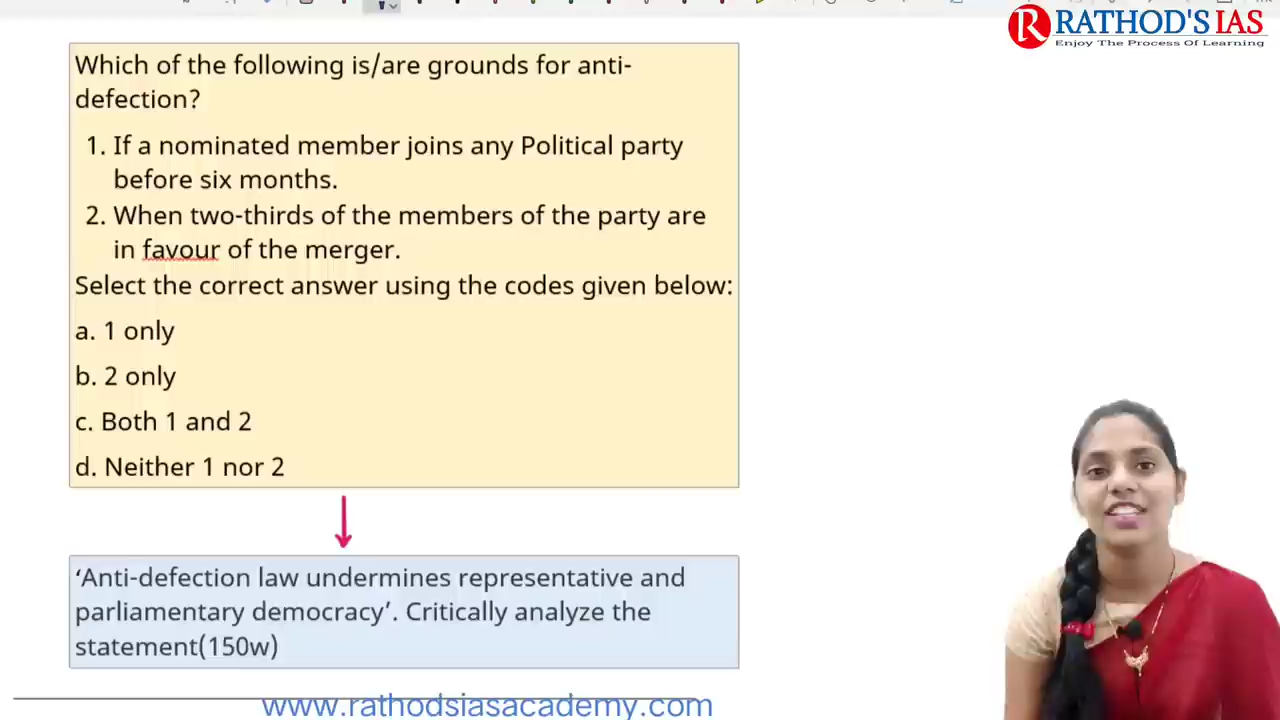 RATHOD'S IAS
Enjoy The Process Of Learning
Which of the following is/are grounds for anti-
defection?
1. If a nominated member joins any Political party
before six months.
2. When two-thirds of the members of the party are
in favour of the merger.
Select the correct answer using the codes given below:
a. 1 only
b. 2 only
c. Both 1 and 2
d. Neither 1 nor 2
‘Anti-defection law undermines representative and
parliamentary democracy’. Critically analyze the
statement(150w)
www.rathodsiasacademy.com